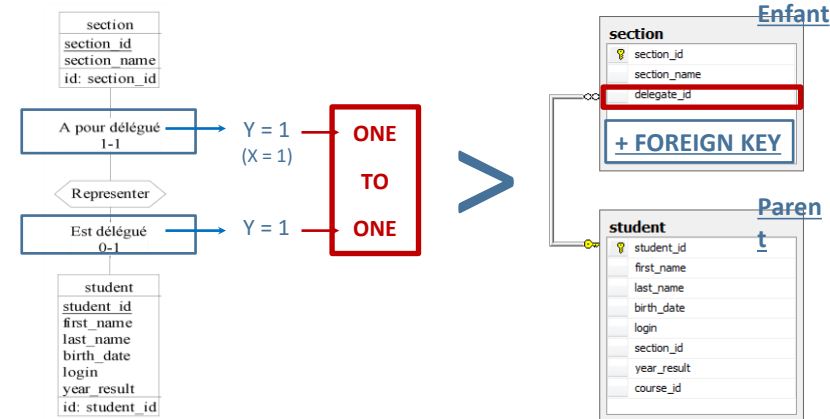 section
section_id
section_name
id: section_id
A pour délégué
1-1
Representer
Est délégué
0-1
student
student_id
first_name
last_name
birth_date
login
year_result
id: student_id
Y = 1
(X = 1)
Y = 1
ONE
TO
ONE
>
Enfant
section
section_id
section_name
delegate_id
+ FOREIGN KEY
Paren
t
student
student_id
first_name
last_name
birth_date
login
section_id
year_result
course_id